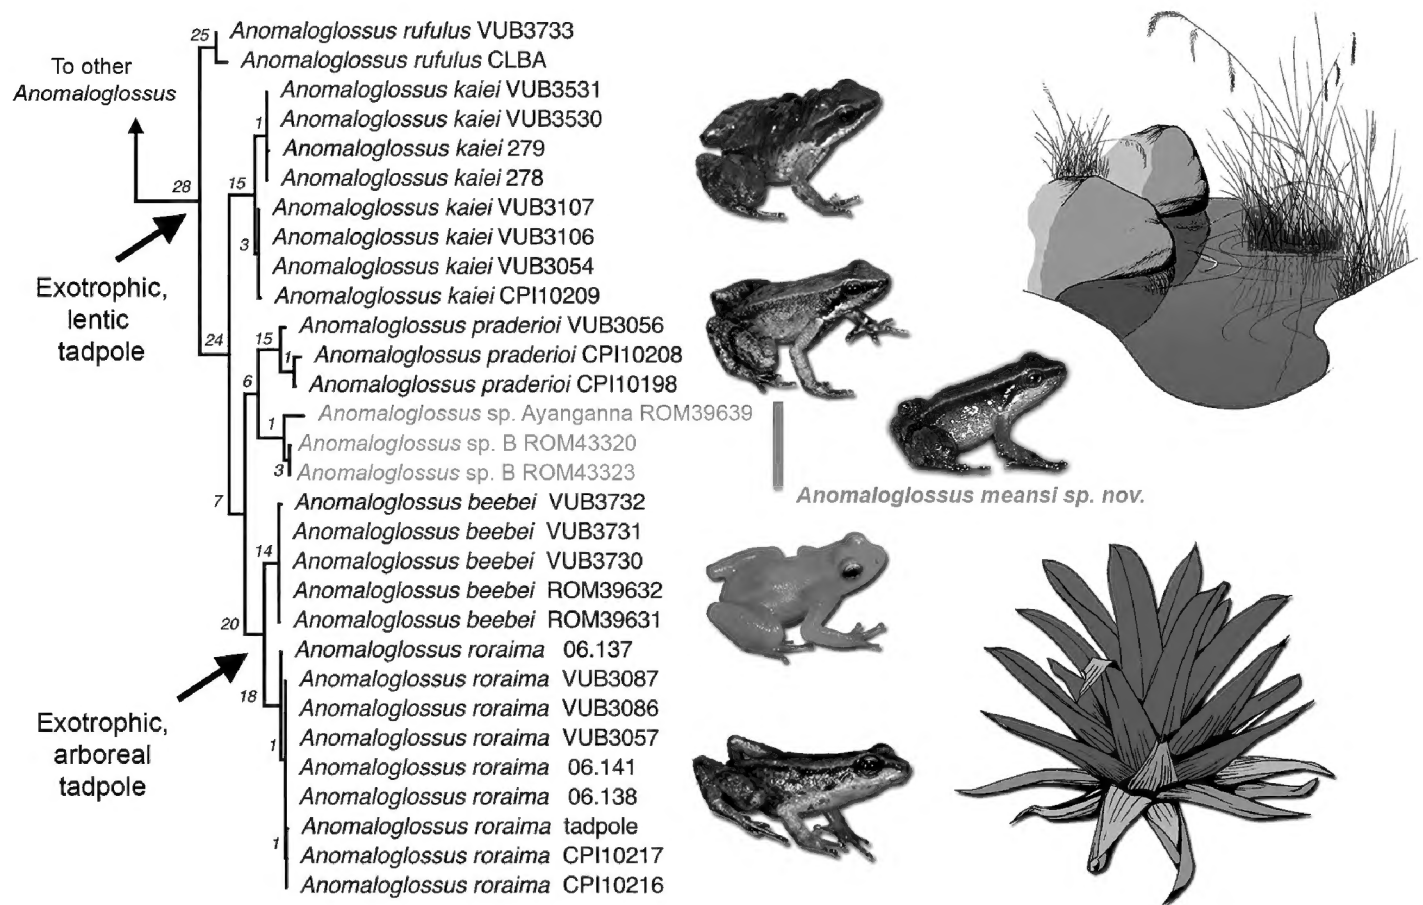 25 Anomaloglossus rufulus VUB3733
Anomaloglossus rufulus CLBA
To other
Anomaloglossus
Anomaloglossus kaiei VUB3531
1 Anomaloglossus kaiei VUB3530
Anomaloglossus kaiei 279
28 15 Anomaloglossus kaiei 278
Anomaloglossus kaiei VUB3107
3 Anomaloglossus kaiei VUB3106
Anomaloglossus kaiei VUB3054
Anomaloglossus kaiei CPI10209
Exotrophic,
lentic
tadpole
24 15 Anomaloglossus praderioi VUB3056
1 Anomaloglossus praderioi CPI10208
6 Anomaloglossus praderioi CPI10198
1 Anomaloglossus sp. Ayanganna ROM39639
Anomaloglossus sp. B ROM43320
3 Anomaloglossus sp. B ROM43323
Anomaloglossus meansi sp. nov.
7 Anomaloglossus beebei VUB3732
Anomaloglossus beebei VUB3731
14 Anomaloglossus beebei VUB3730
Anomaloglossus beebei ROM39632
20 Anomaloglossus beebei ROM39631
Anomaloglossus roraima 06.137
Anomaloglossus roraima VUB3087
18 Anomaloglossus roraima VUB3086
1 Anomaloglossus roraima VUB3057
Anomaloglossus roraima 06.141
Anomaloglossus roraima 06.138
Anomaloglossus roraima tadpole
1 Anomaloglossus roraima CPI10217
Anomaloglossus roraima CPI10216
Exotrophic,
arboreal
tadpole